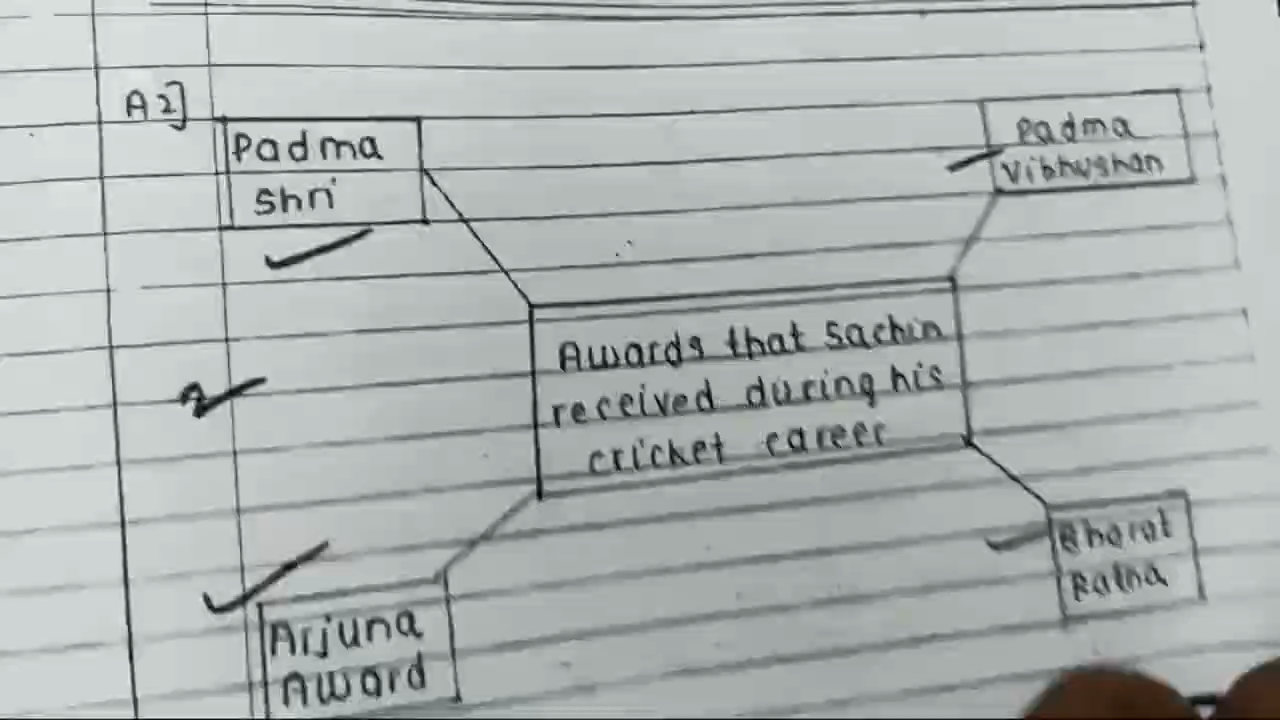 A2]
Padma
Shri
Padma
Vibhushan
Awards that Sachin
received during his
cricket career
Arjuna
Award
Bharat
Ratna